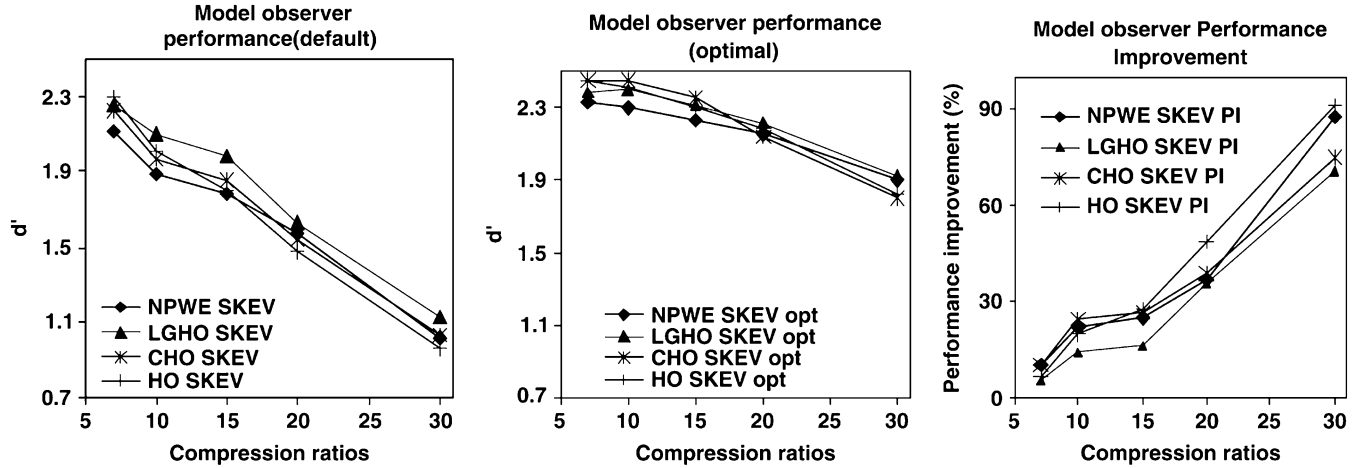 Model observer
performance(default)
d'
2.3
1.9
1.5
1.1
0.7
NPWE SKEV
LGHO SKEV
CHO SKEV
HO SKEV
5 10 15 20 25 30
Compression ratios
Model observer performance
(optimal)
d'
2.3
1.9
1.5
1.1
0.7
NPWE SKEV opt
LGHO SKEV opt
CHO SKEV opt
HO SKEV opt
5 10 15 20 25 30
Compression ratios
Model observer Performance
Improvement
Performance improvement (%)
90
60
30
0
NPWE SKEV PI
LGHO SKEV PI
CHO SKEV PI
HO SKEV PI
5 10 15 20 25 30
Compression ratios